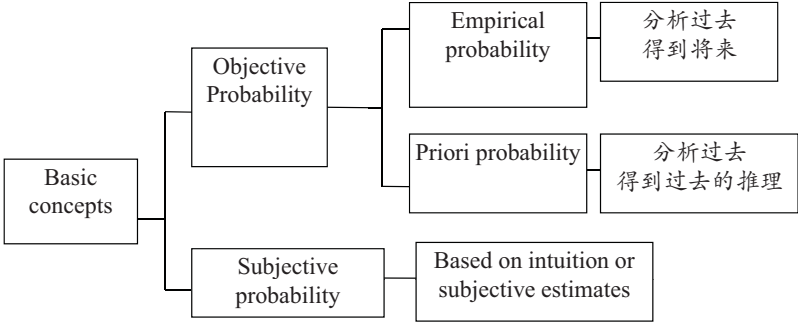 Basic
concepts
Objective
Probability
Empirical
probability
分析过去
得到将来
Priori probability
分析过去
得到过去的推理
Subjective
probability
Based on intuition or
subjective estimates